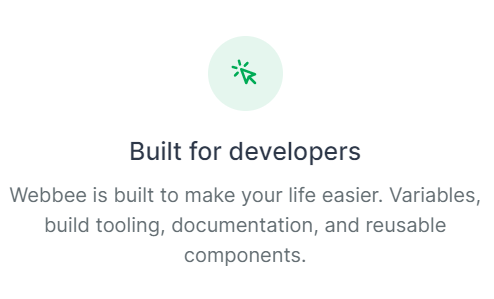 Built for developers
Webbee is built to make your life easier. Variables,
build tooling, documentation, and reusable
components.